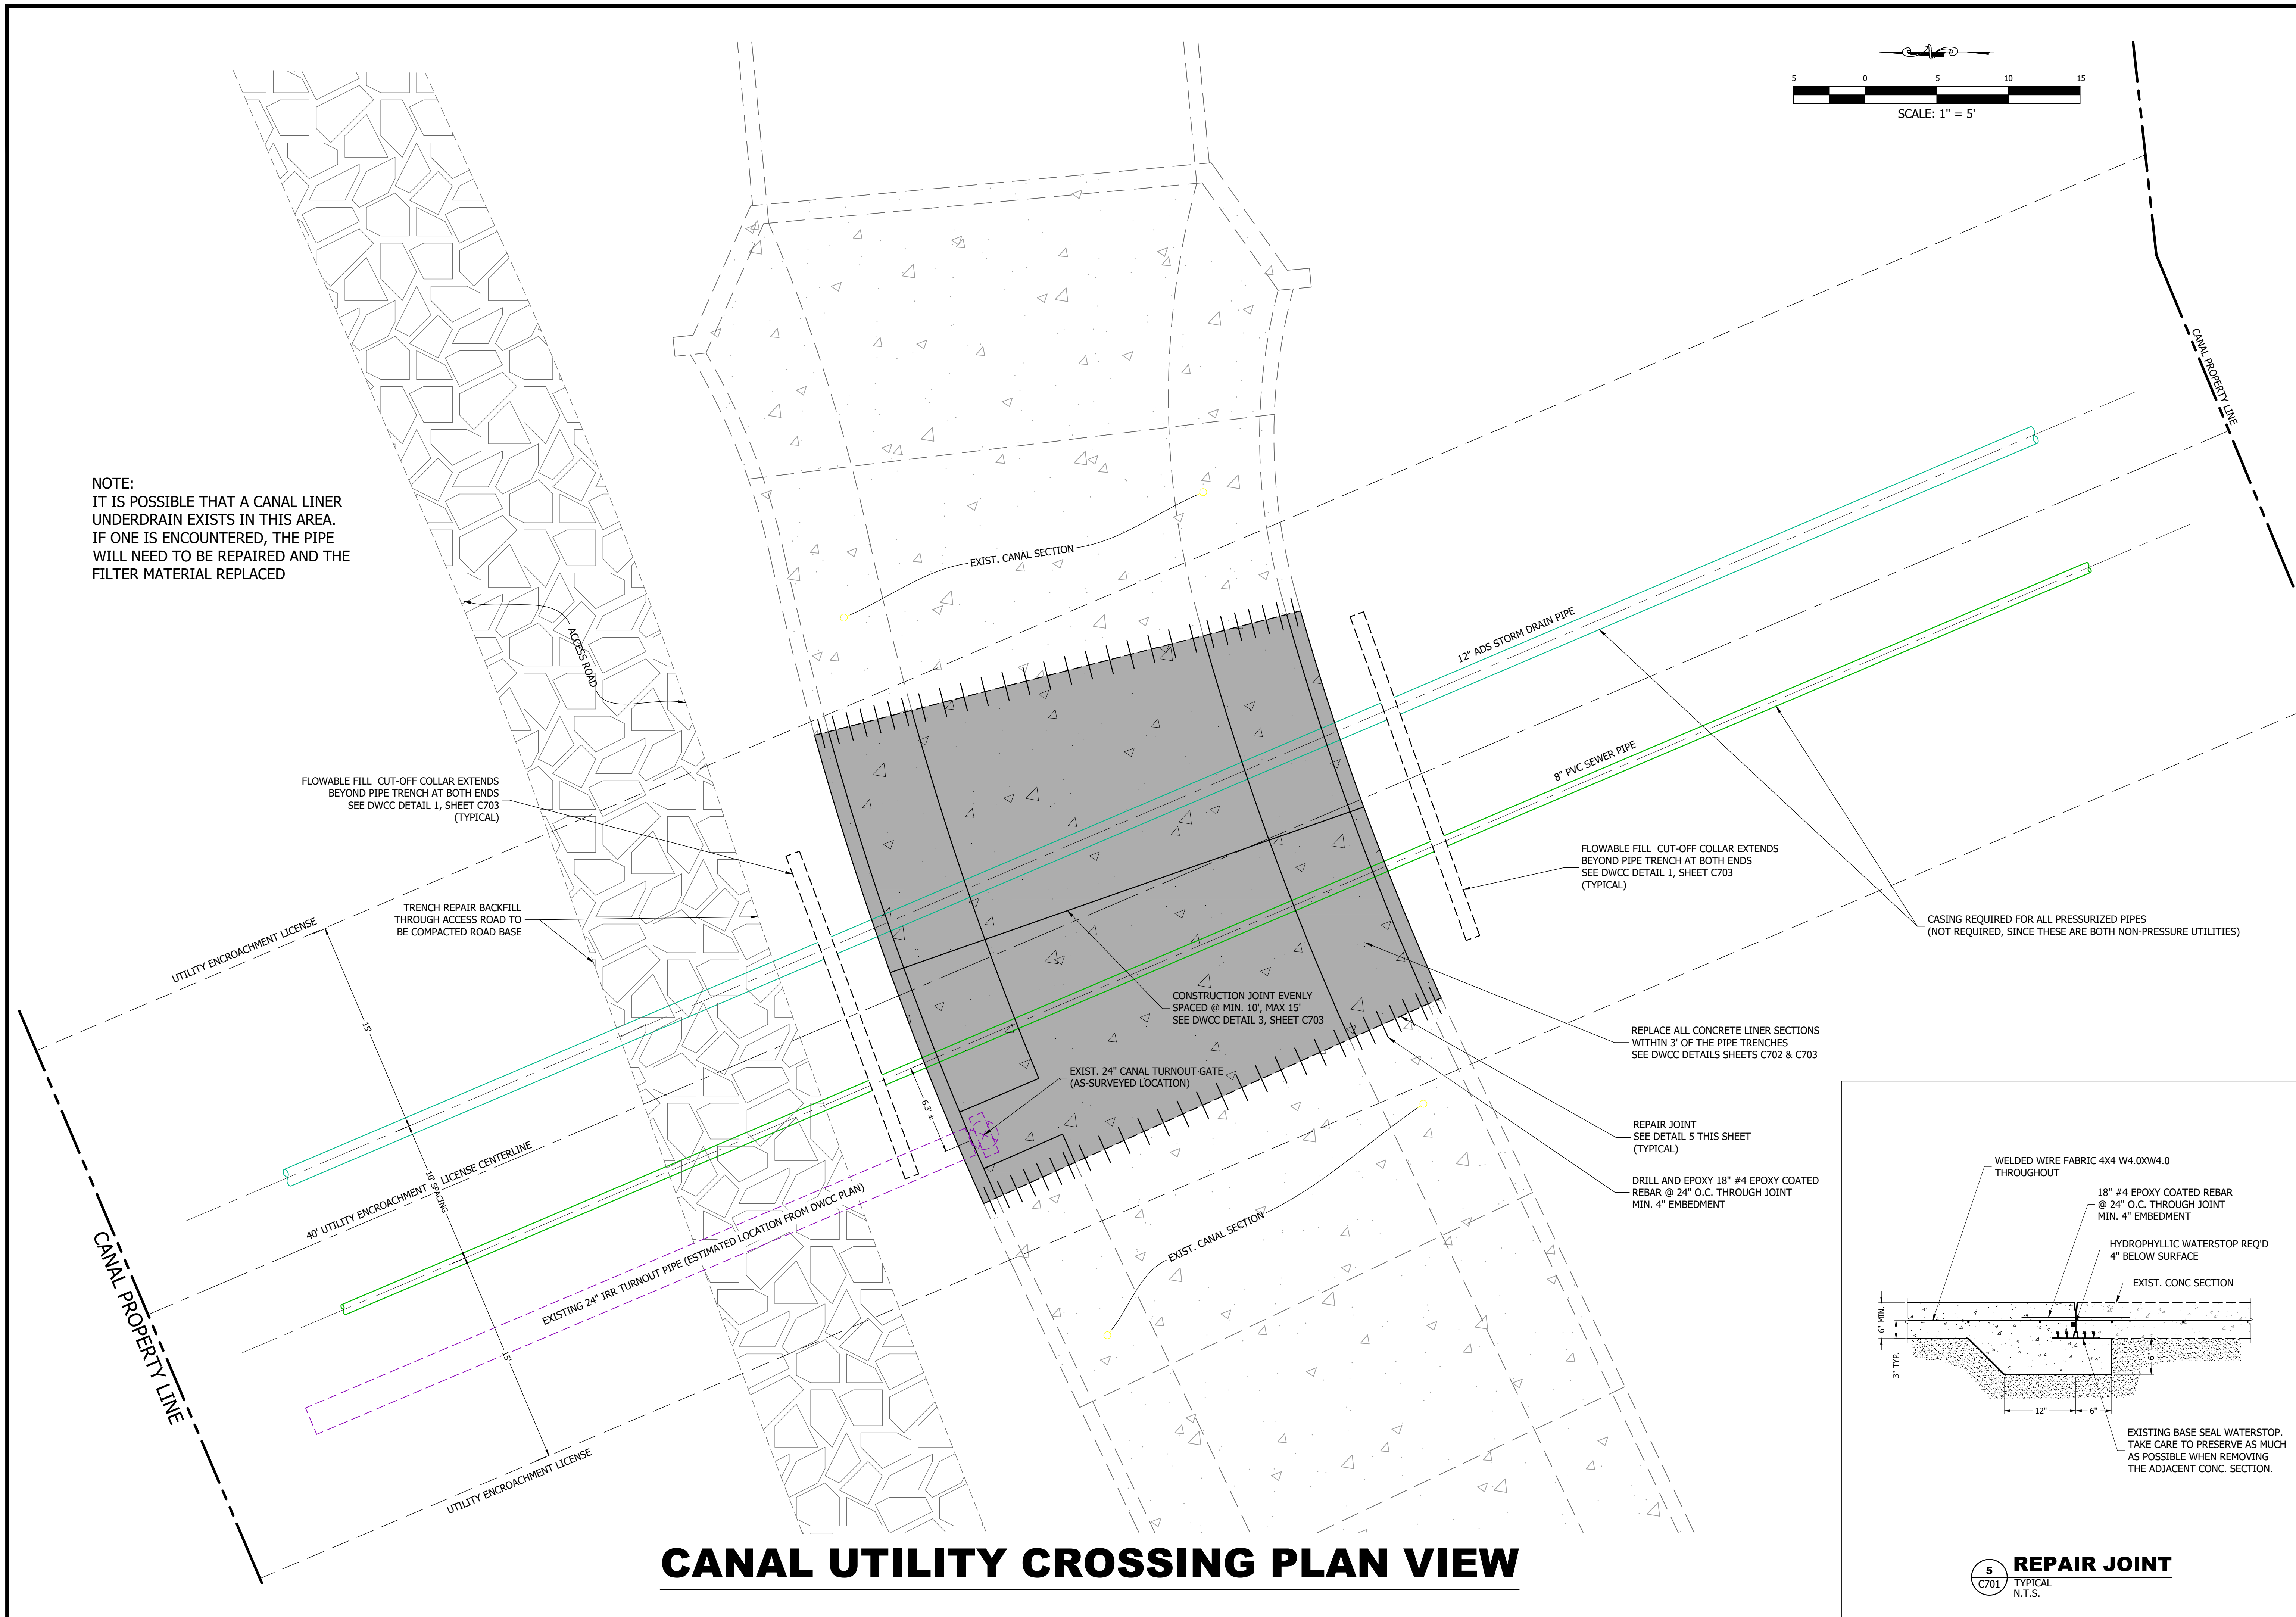 5 0 5 10 15
SCALE: 1" = 5'
CANAL PROPERTY LINE
NOTE:
IT IS POSSIBLE THAT A CANAL LINER
UNDERDRAIN EXISTS IN THIS AREA.
IF ONE IS ENCOUNTERED, THE PIPE
WILL NEED TO BE REPAIRED AND THE
FILTER MATERIAL REPLACED
EXIST. CANAL SECTION
ACCESS ROAD
12" ADS STORM DRAIN PIPE
8" PVC SEWER PIPE
FLOWABLE FILL CUT-OFF COLLAR EXTENDS
BEYOND PIPE TRENCH AT BOTH ENDS
SEE DWCC DETAIL 1, SHEET C703
(TYPICAL)
FLOWABLE FILL CUT-OFF COLLAR EXTENDS
BEYOND PIPE TRENCH AT BOTH ENDS
SEE DWCC DETAIL 1, SHEET C703
(TYPICAL)
TRENCH REPAIR BACKFILL
THROUGH ACCESS ROAD TO
BE COMPACTED ROAD BASE
CASING REQUIRED FOR ALL PRESSURIZED PIPES
(NOT REQUIRED, SINCE THESE ARE BOTH NON-PRESSURE UTILITIES)
UTILITY ENCROACHMENT LICENSE
15'
CONSTRUCTION JOINT EVENLY
SPACED @ MIN. 10', MAX 15'
SEE DWCC DETAIL 3, SHEET C703
REPLACE ALL CONCRETE LINER SECTIONS
WITHIN 3' OF THE PIPE TRENCHES
SEE DWCC DETAILS SHEETS C702 & C703
EXIST. 24" CANAL TURNOUT GATE
(AS-SURVEYED LOCATION)
6.3' ±
REPAIR JOINT
SEE DETAIL 5 THIS SHEET
(TYPICAL)
DRILL AND EPOXY 18" #4 EPOXY COATED
REBAR @ 24" O.C. THROUGH JOINT
MIN. 4" EMBEDMENT
40' UTILITY ENCROACHMENT LICENSE CENTERLINE
10' SPACING
EXISTING 24" IRR TURNOUT PIPE (ESTIMATED LOCATION FROM DWCC PLAN)
EXIST. CANAL SECTION
CANAL PROPERTY LINE
15'
UTILITY ENCROACHMENT LICENSE
WELDED WIRE FABRIC 4X4 W4.0XW4.0
THROUGHOUT
18" #4 EPOXY COATED REBAR
@ 24" O.C. THROUGH JOINT
MIN. 4" EMBEDMENT
HYDROPHYLLIC WATERSTOP REQ'D
4" BELOW SURFACE
EXIST. CONC SECTION
6" MIN.
3" TYP.
6"
12"
6"
EXISTING BASE SEAL WATERSTOP.
TAKE CARE TO PRESERVE AS MUCH
AS POSSIBLE WHEN REMOVING
THE ADJACENT CONC. SECTION.
CANAL UTILITY CROSSING PLAN VIEW
5
C701
REPAIR JOINT
TYPICAL
N.T.S.